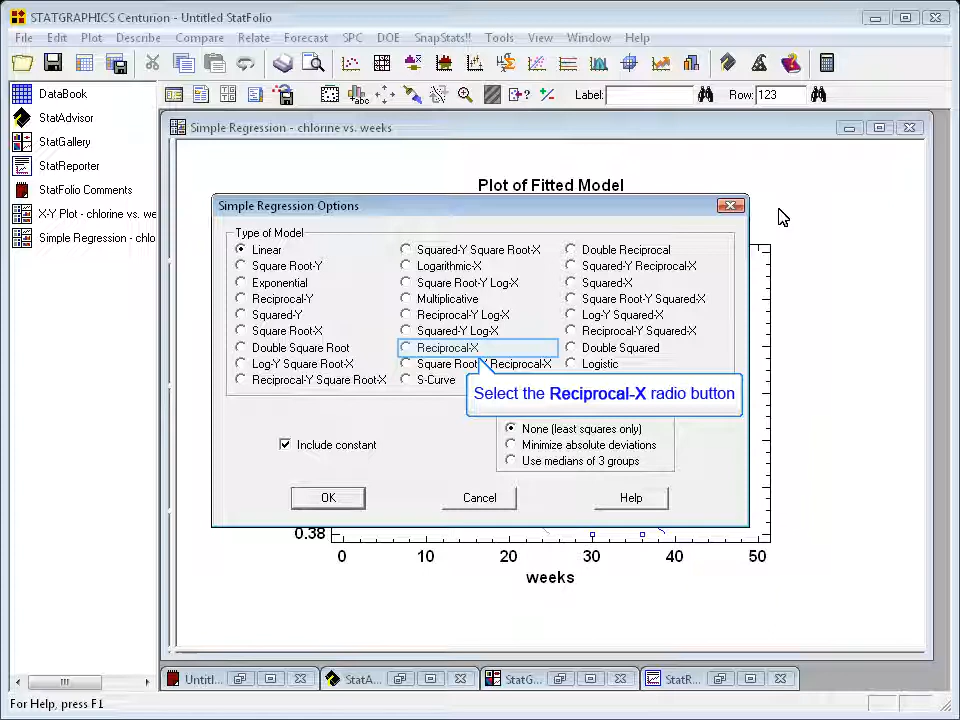 STATGRAPHICS Centurion - Untitled StatFolio
File Edit Plot Describe Compare Relate Forecast SPC DOE SnapStats!! Tools View Window Help
Label: Row: 123
DataBook
StatAdvisor
StatGallery
StatReporter
StatFolio Comments
X-Y Plot - chlorine vs. we
Simple Regression - chlo
Simple Regression - chlorine vs. weeks
Plot of Fitted Model
Simple Regression Options
Type of Model
Linear
Square Root-Y
Exponential
Reciprocal-Y
Squared-Y
Square Root-X
Double Square Root
Log-Y Square Root-X
Reciprocal-Y Square Root-X
Squared-Y Square Root-X
Logarithmic-X
Square Root-Y Log-X
Multiplicative
Reciprocal-Y Log-X
Squared-Y Log-X
Reciprocal-X
Square Root-Y Reciprocal-X
S-Curve
Double Reciprocal
Squared-Y Reciprocal-X
Squared-X
Square Root-Y Squared-X
Log-Y Squared-X
Reciprocal-Y Squared-X
Double Squared
Logistic
Select the Reciprocal-X radio button
Include constant
None (least squares only)
Minimize absolute deviations
Use medians of 3 groups
OK Cancel Help
0.38
0 10 20 30 40 50
weeks
Untitl... StatA... StatG... StatR...
For Help, press F1